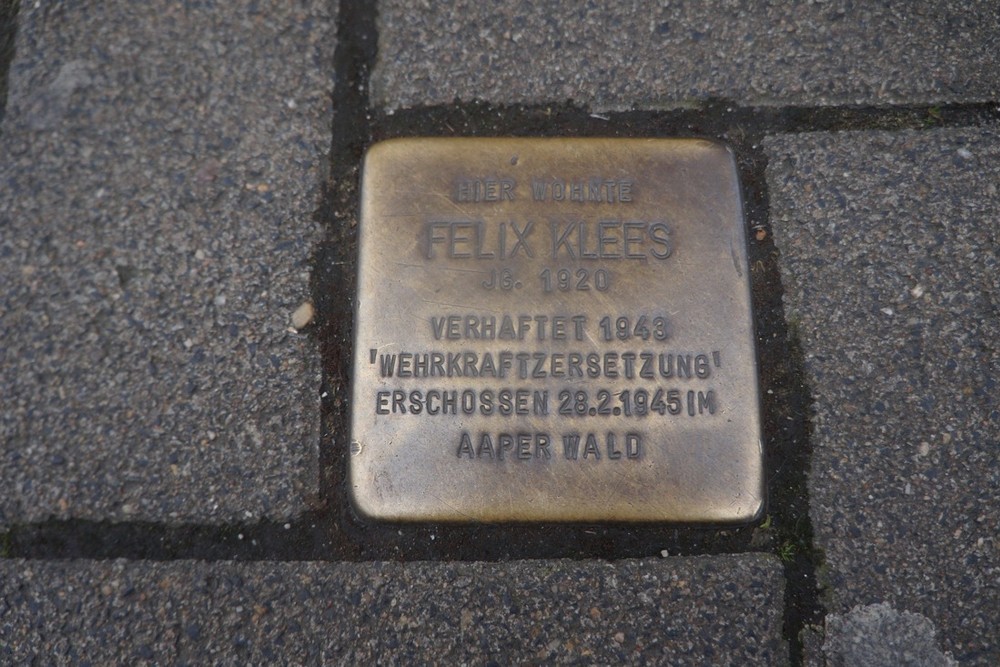 HIER WOHNTE
FELIX KLEES
JG. 1920
VERHAFTET 1943
'WEHRKRAFTZERSETZUNG'
ERSCHOSSEN 28.2.1945 IM
AAPER WALD